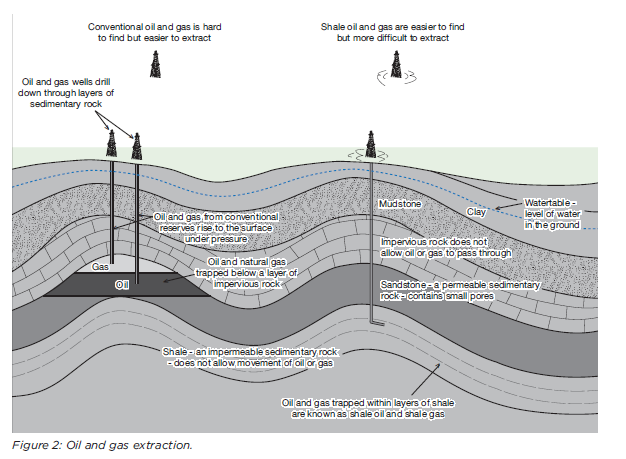 Conventional oil and gas is hard
to find but easier to extract
Shale oil and gas are easier to find
but more difficult to extract
Oil and gas wells drill
down through layers of
sedimentary rock
Mudstone
Clay
Watertable -
level of water
in the ground
Oil and gas from conventional
reserves rise to the surface
under pressure
Impervious rock does not
allow oil or gas to pass through
Gas
Oil
Oil and natural gas
trapped below a layer of
impervious rock
Sandstone - a permeable sedimentary
rock - contains small pores
Shale - an impermeable sedimentary rock
- does not allow movement of oil or gas
Oil and gas trapped within layers of shale
are known as shale oil and shale gas
Figure 2: Oil and gas extraction.